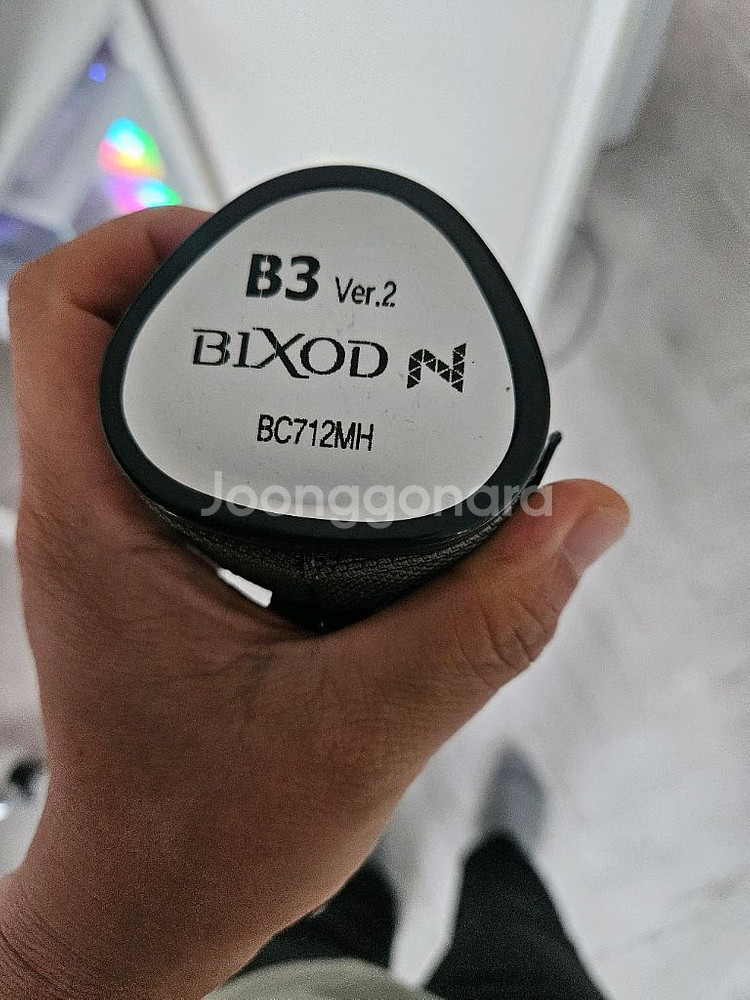 B3 Ver.2
BIXOD N
BC712MH
Joonggonara